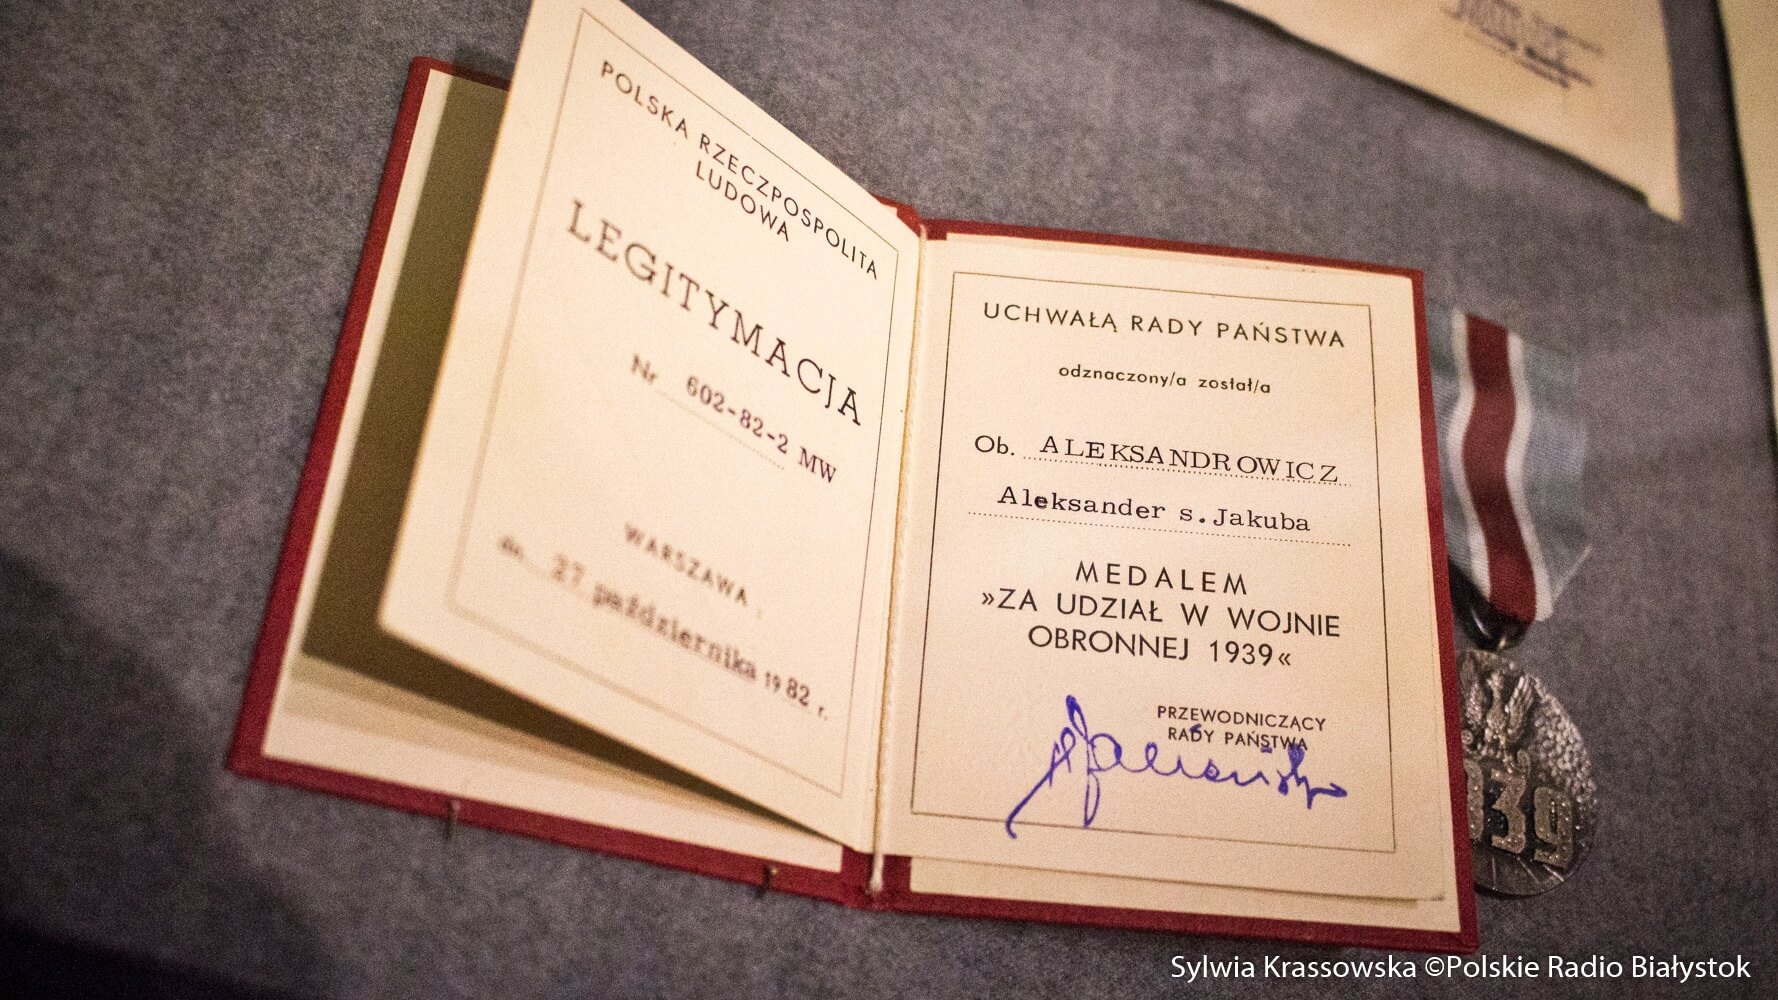 POLSKA RZECZPOSPOLITA
LUDOWA
LEGITYMACJA
Nr 602-82-2 MW
WARSZAWA
dn. 27 października 1982 r.
UCHWAŁĄ RADY PAŃSTWA
odznaczony/a został/a
Ob. ALEKSANDROWICZ
Aleksander s.Jakuba
MEDALEM
»ZA UDZIAŁ W WOJNIE
OBRONNEJ 1939«
PRZEWODNICZĄCY
RADY PAŃSTWA
939
Sylwia Krassowska ©Polskie Radio Białystok